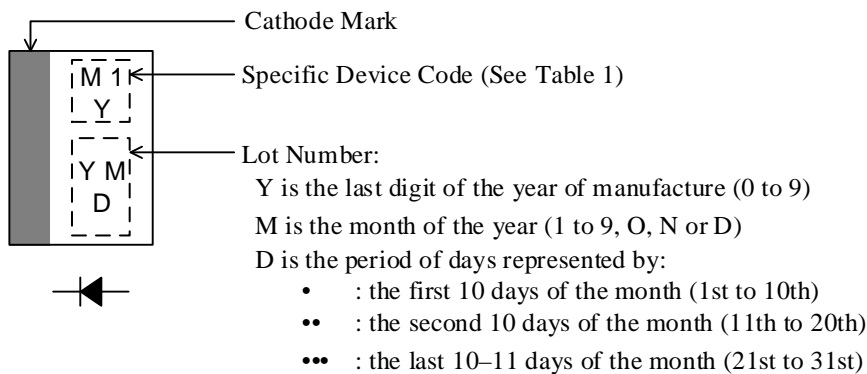 Cathode Mark
M 1
Y
Specific Device Code (See Table 1)
Y M
D
Lot Number:
Y is the last digit of the year of manufacture (0 to 9)
M is the month of the year (1 to 9, O, N or D)
D is the period of days represented by:
• : the first 10 days of the month (1st to 10th)
•• : the second 10 days of the month (11th to 20th)
••• : the last 10–11 days of the month (21st to 31st)